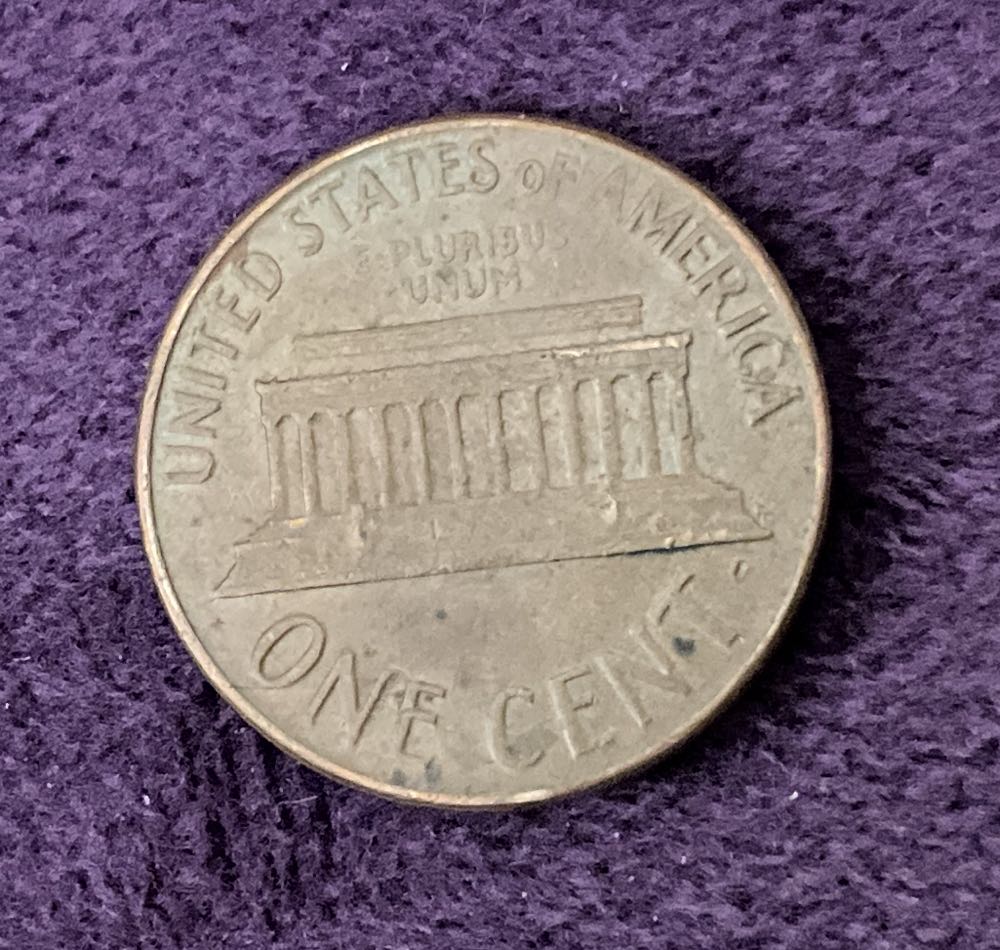 UNITED STATES OF AMERICA
E PLURIBUS
UNUM
ONE CENT